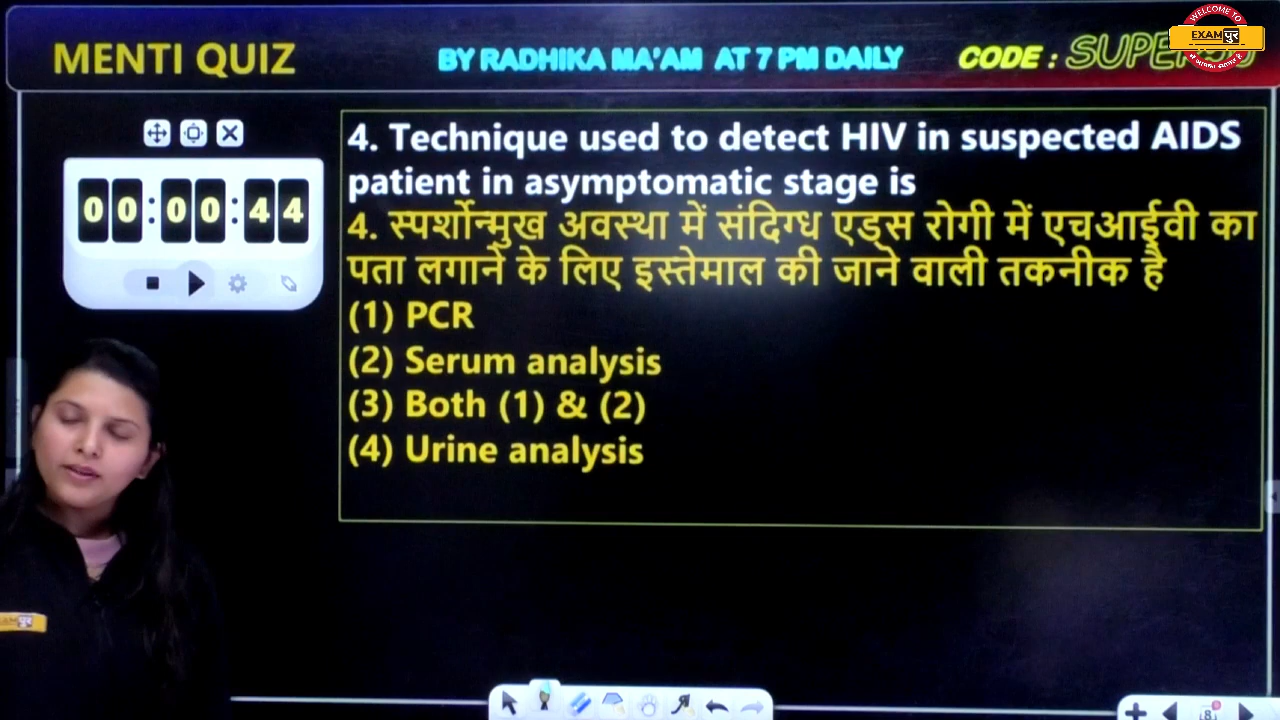 MENTI QUIZ
BY RADHIKA MA'AM AT 7 PM DAILY
CODE :
WELCOME TO
EXAM पुर
00:00:44
4. Technique used to detect HIV in suspected AIDS
patient in asymptomatic stage is
4. स्पर्शोन्मुख अवस्था में संदिग्ध एड्स रोगी में एचआईवी का
पता लगाने के लिए इस्तेमाल की जाने वाली तकनीक है
(1) PCR
(2) Serum analysis
(3) Both (1) & (2)
(4) Urine analysis